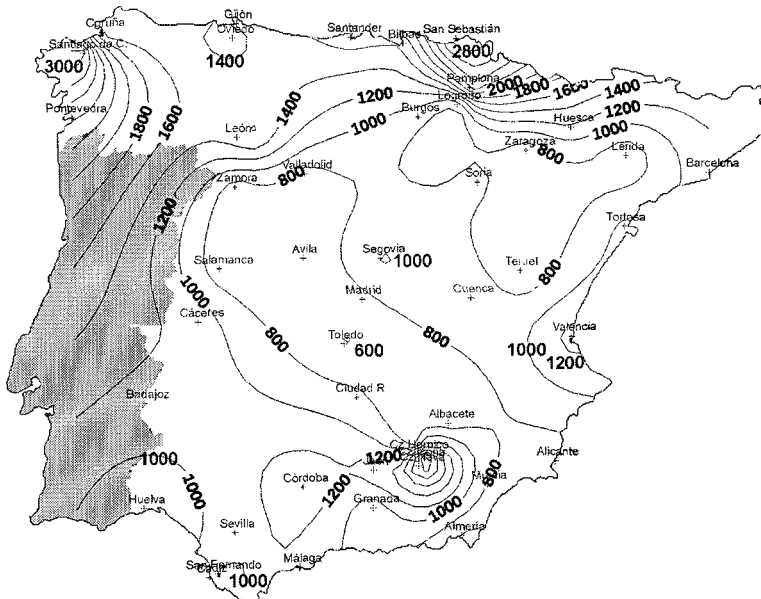 Coruña
Gijón
Oviedo
Santander
Bilbao
San Sebastián
Santiago de C.
3000
1400
2800
Pamplona
2000
1800
1600
1400
Pontevedra
1800
1600
1400
1200
Logroño
1200
Burgos
Huesca
1000
León
1000
Zaragoza
800
Lérida
Barcelona
Valladolid
Zamora
800
Soria
1200
Tortosa
Salamanca
Avila
Segovia
1000
Teruel
800
1000
Madrid
Cuenca
Cáceres
800
800
Valencia
Toledo
600
1000
1200
Badajoz
Ciudad R
Albacete
1000
1200
Alicante
800
Murcia
1000
Córdoba
1200
Huelva
Granada
1000
Sevilla
Almería
San Fernando
Málaga
1000